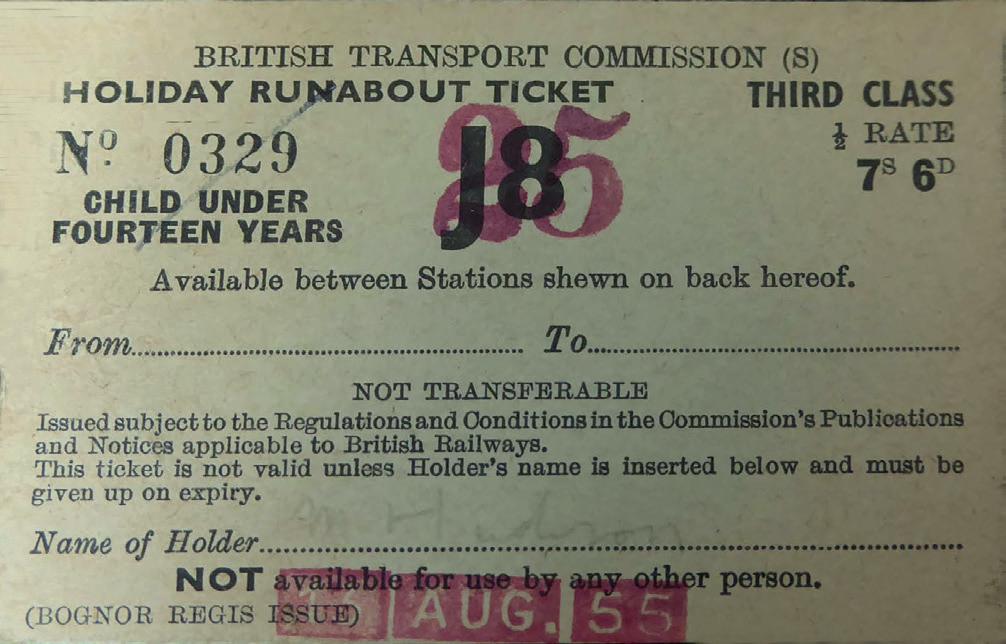 BRITISH TRANSPORT COMMISSION (S)
HOLIDAY RUNABOUT TICKET THIRD CLASS
Nº 0329 J8 25 ½ RATE
7S 6D
CHILD UNDER
FOURTEEN YEARS
Available between Stations shewn on back hereof.
From To
NOT TRANSFERABLE
Issued subject to the Regulations and Conditions in the Commission's Publications
and Notices applicable to British Railways.
This ticket is not valid unless Holder's name is inserted below and must be
given up on expiry.
Name of Holder M Hudson
NOT available for use by any other person.
(BOGNOR REGIS ISSUE) AUG. 55